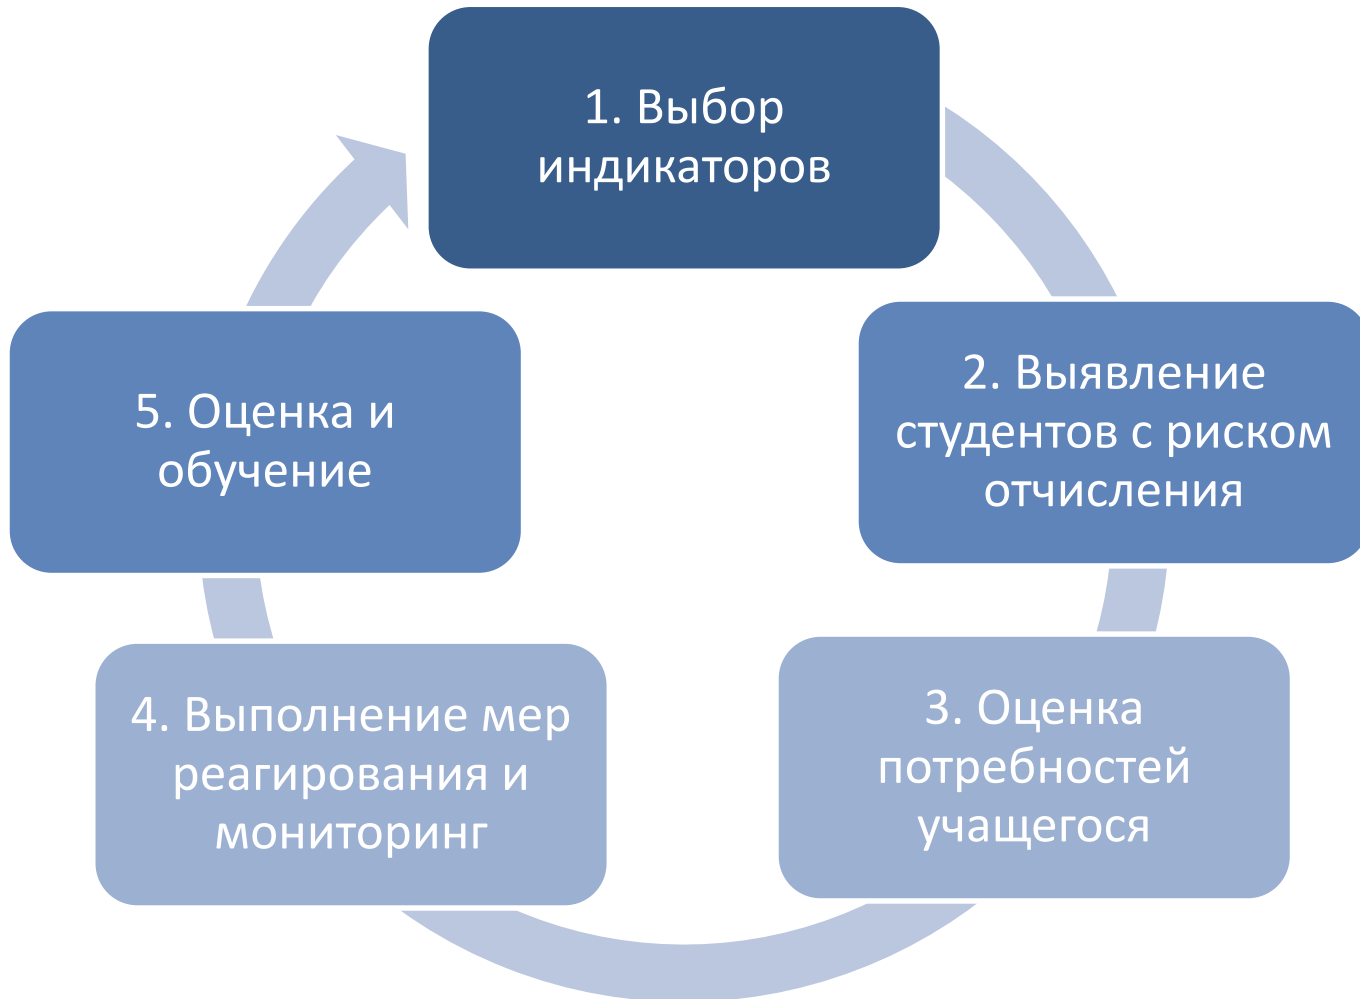 1. Выбор
индикаторов
2. Выявление
студентов с риском
отчисления
3. Оценка
потребностей
учащегося
4. Выполнение мер
реагирования и
мониторинг
5. Оценка и
обучение